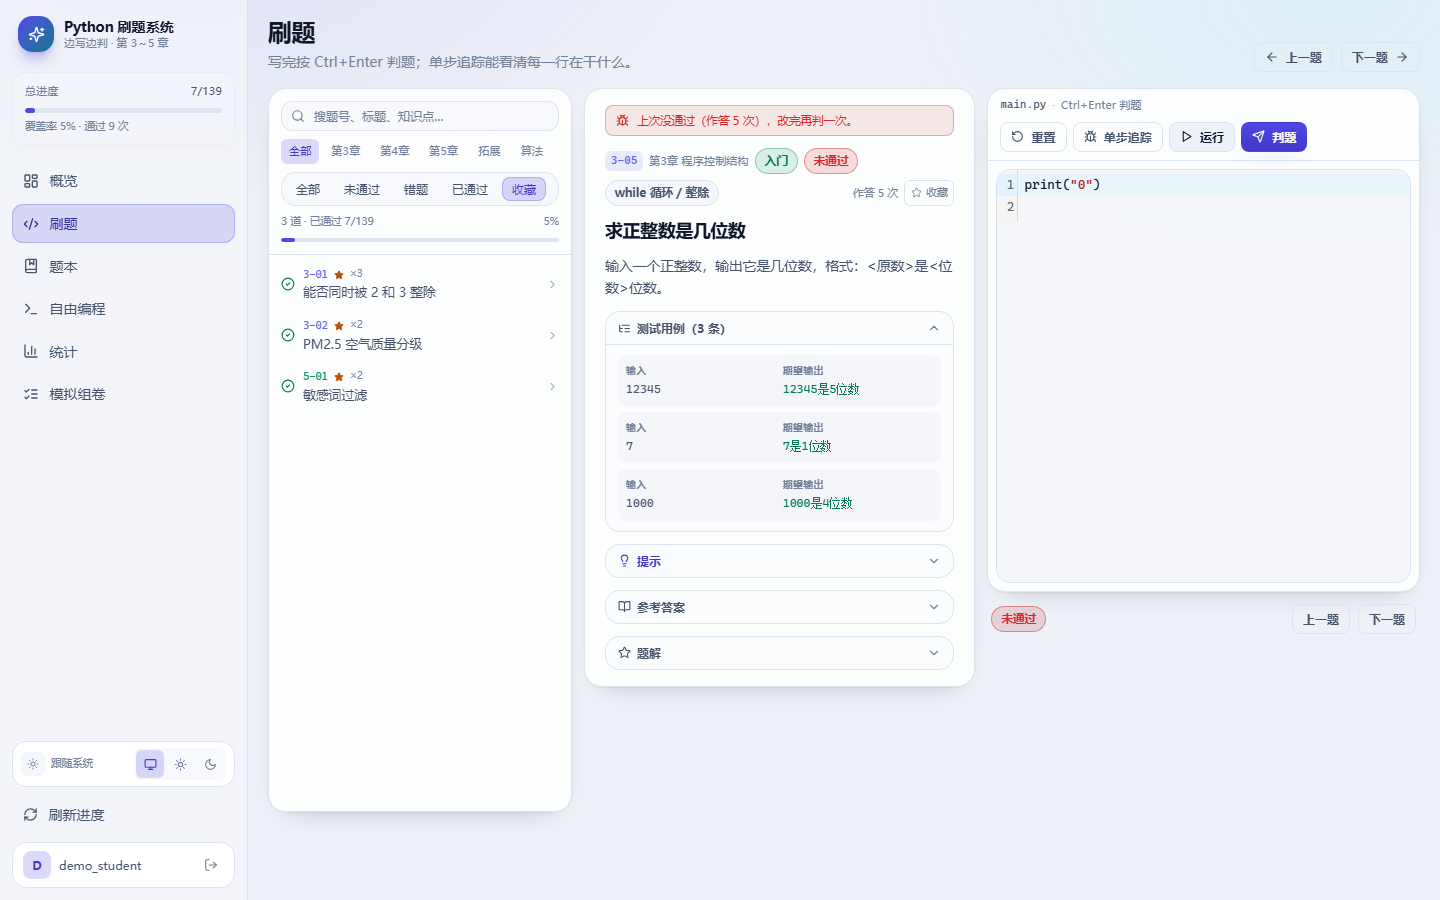 Python 刷题系统
边写边判 · 第 3 ~ 5 章
总进度 7/139
覆盖率 5% · 通过 9 次
概览
刷题
题本
自由编程
统计
模拟组卷
跟随系统
刷新进度
D demo_student
刷题
写完按 Ctrl+Enter 判题；单步追踪能看清每一行在干什么。
上一题 下一题
搜题号、标题、知识点...
全部 第3章 第4章 第5章 拓展 算法
全部 未通过 错题 已通过 收藏
3 道 · 已通过 7/139 5%
3-01 ×3
能否同时被 2 和 3 整除
3-02 ×2
PM2.5 空气质量分级
5-01 ×2
敏感词过滤
上次没通过（作答 5 次），改完再判一次。
3-05 第3章 程序控制结构 入门 未通过
while 循环 / 整除 作答 5 次 收藏
求正整数是几位数
输入一个正整数，输出它是几位数，格式：<原数>是<位
数>位数。
测试用例（3 条）
输入 期望输出
12345 12345是5位数
输入 期望输出
7 7是1位数
输入 期望输出
1000 1000是4位数
提示
参考答案
题解
main.py · Ctrl+Enter 判题
重置 单步追踪 运行 判题
1 print("0")
2
未通过 上一题 下一题